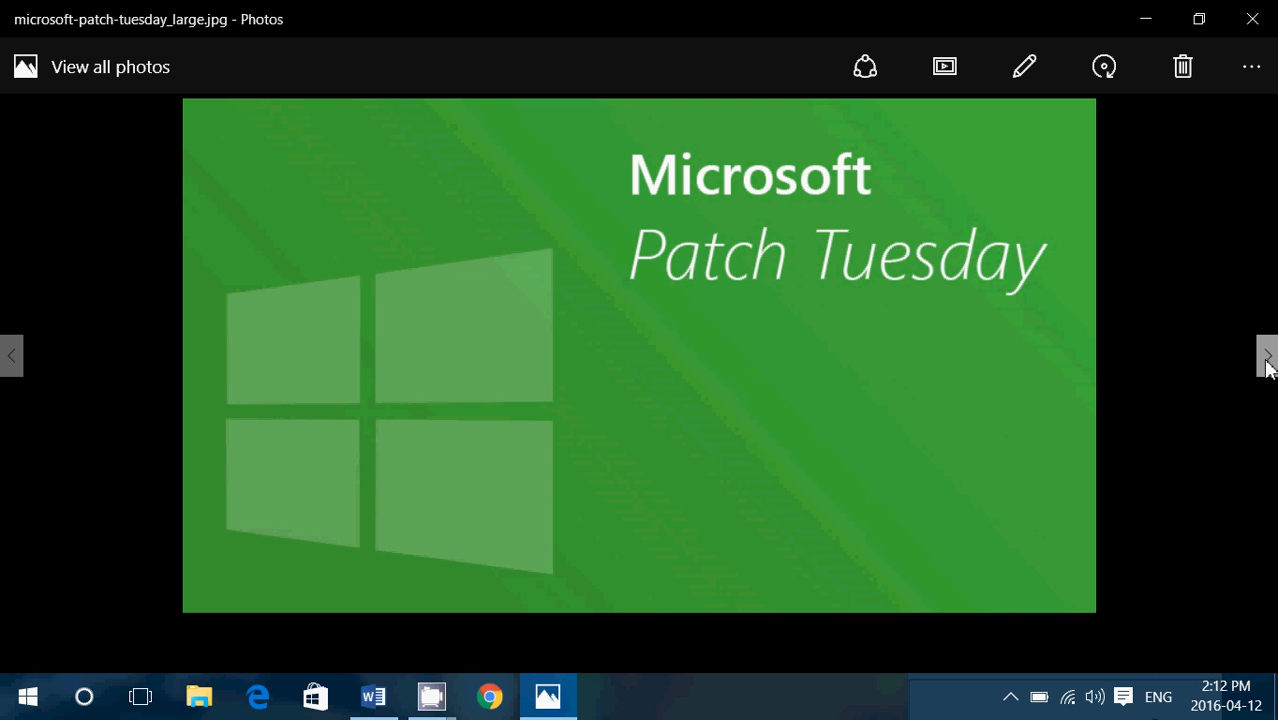 microsoft-patch-tuesday_large.jpg - Photos
View all photos
Microsoft
Patch Tuesday
ENG
2:12 PM
2016-04-12